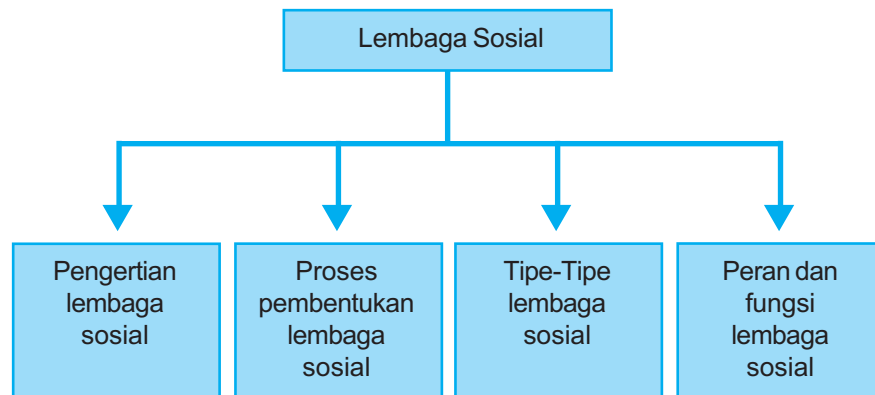 Lembaga Sosial
Pengertian
lembaga
sosial
Proses
pembentukan
lembaga
sosial
Tipe-Tipe
lembaga
sosial
Peran dan
fungsi
lembaga
sosial